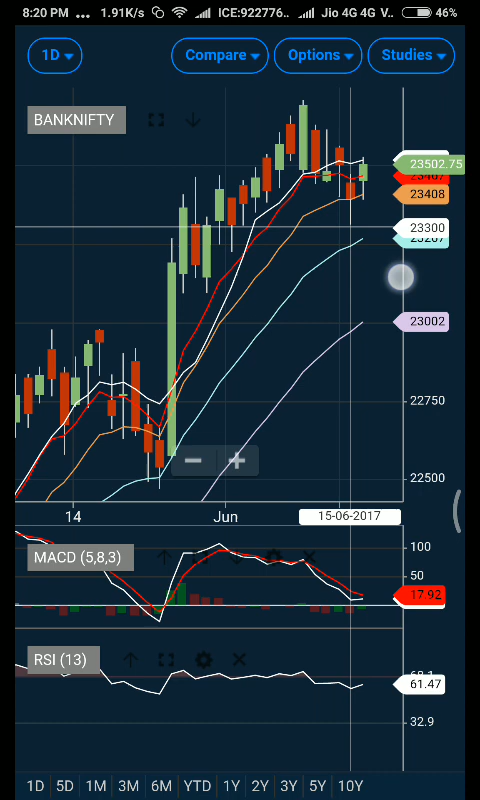 8:20 PM ... 1.91K/s ICE:922776.. Jio 4G 4G V.. 46%
1D Compare Options Studies
BANKNIFTY
23502.75
23407
23408
23300
23267
23002
22750
22500
14 Jun 15-06-2017
MACD (5,8,3)
100
50
17.92
RSI (13)
61.47
32.9
1D 5D 1M 3M 6M YTD 1Y 2Y 3Y 5Y 10Y